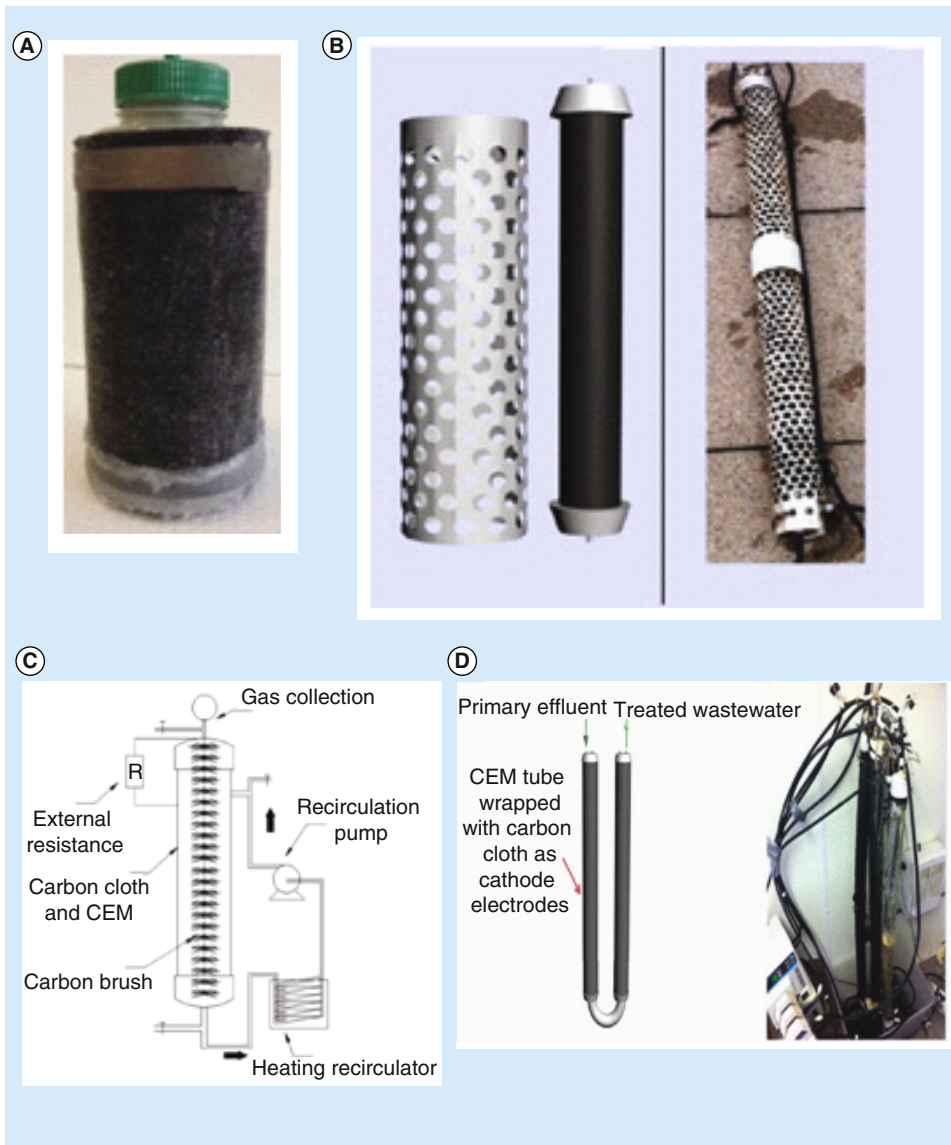 A
B
C
Gas collection
R
External
resistance
Recirculation
pump
Carbon cloth
and CEM
Carbon brush
Heating recirculator
D
Primary effluent
Treated wastewater
CEM tube
wrapped
with carbon
cloth as
cathode
electrodes